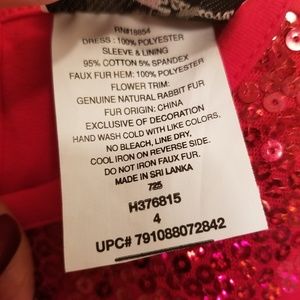 RN#18854
DRESS: 100% POLYESTER
SLEEVE & LINING
95% COTTON 5% SPANDEX
FAUX FUR HEM: 100% POLYESTER
FLOWER TRIM:
GENUINE NATURAL RABBIT FUR
FUR ORIGIN: CHINA
EXCLUSIVE OF DECORATION
HAND WASH COLD WITH LIKE COLORS,
NO BLEACH, LINE DRY,
COOL IRON ON REVERSE SIDE.
DO NOT IRON FAUX FUR.
MADE IN SRI LANKA
725
H376815
4
UPC# 791088072842